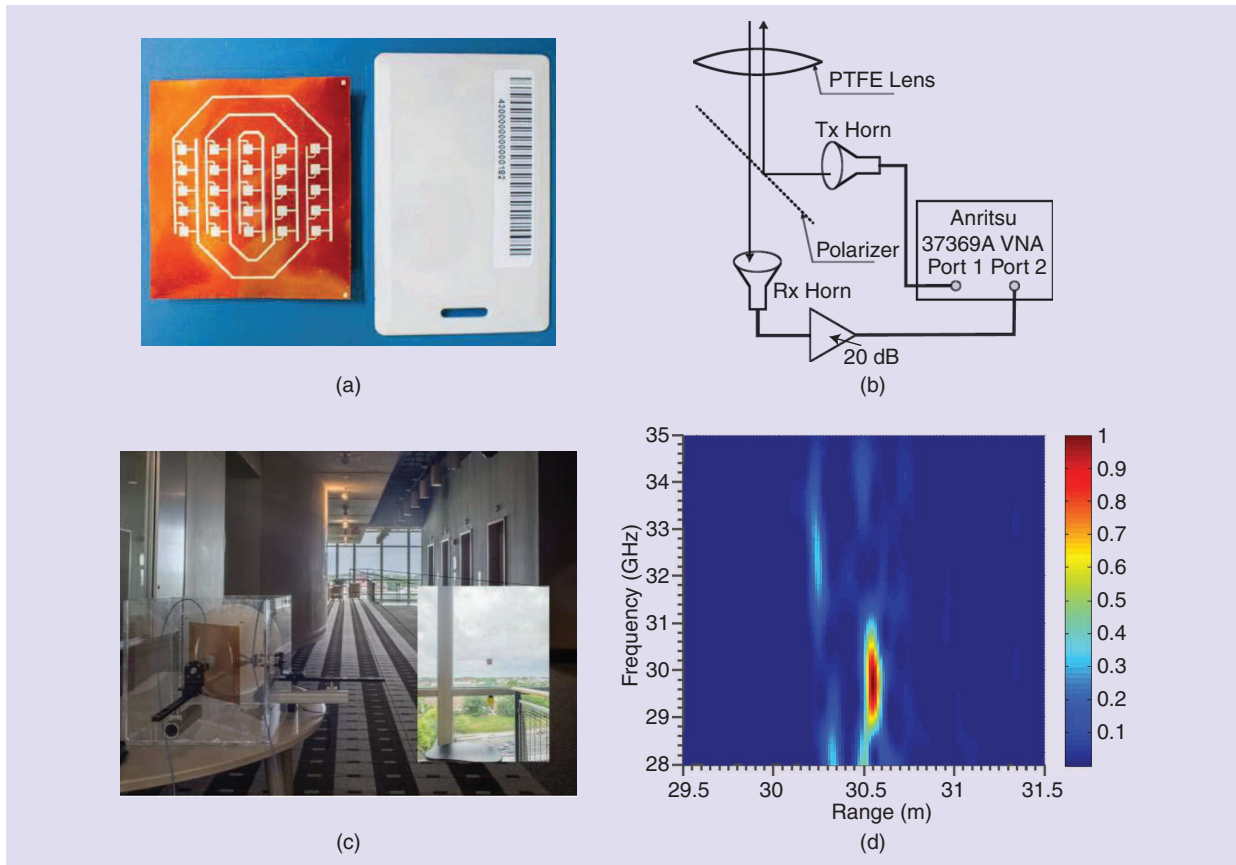 4300000000000182
(a)
PTFE Lens
Tx Horn
Polarizer
Anritsu
37369A VNA
Port 1 Port 2
Rx Horn
20 dB
(b)
(c)
35
34
33
32
31
30
29
28
Frequency (GHz)
29.5
30
30.5
31
31.5
Range (m)
1
0.9
0.8
0.7
0.6
0.5
0.4
0.3
0.2
0.1
(d)